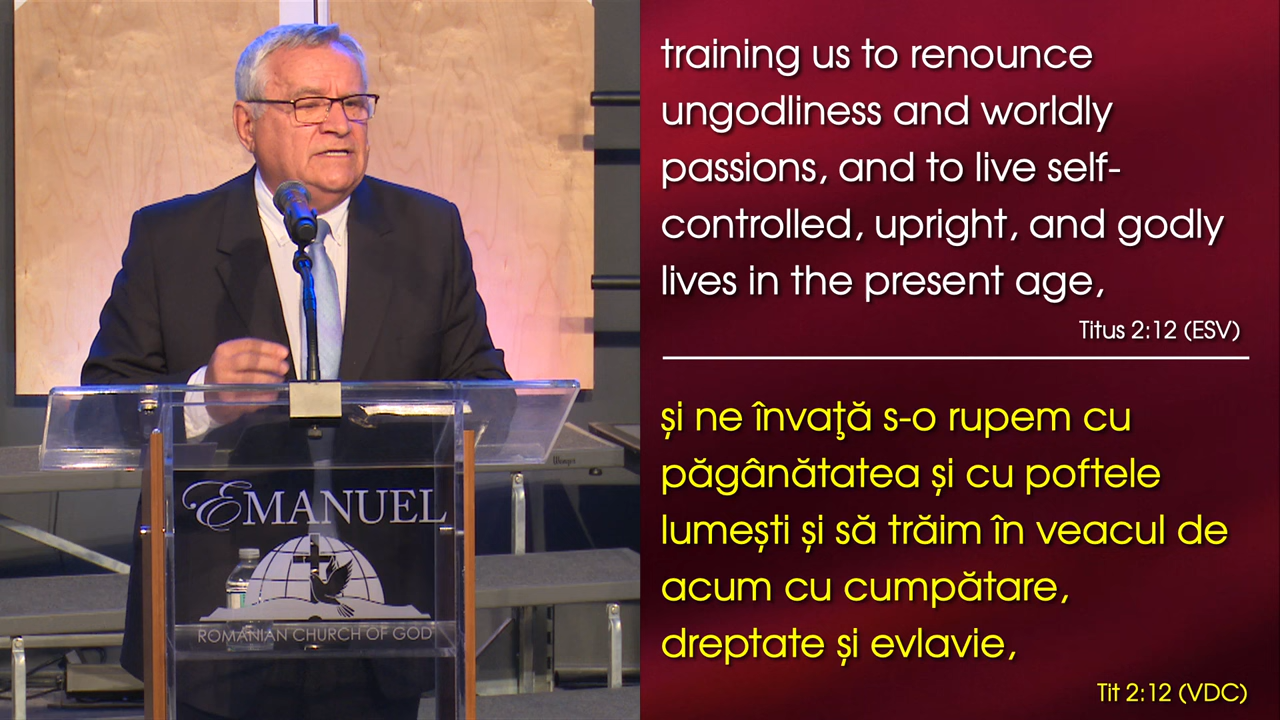 training us to renounce
ungodliness and worldly
passions, and to live self-
controlled, upright, and godly
lives in the present age,
Titus 2:12 (ESV)
și ne învaţă s-o rupem cu
păgânătatea și cu poftele
lumești și să trăim în veacul de
acum cu cumpătare,
dreptate și evlavie,
Tit 2:12 (VDC)
Wenger
EMANUEL
ROMANIAN CHURCH OF GOD